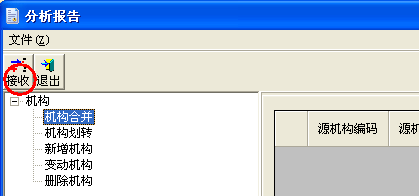 分析报告
文件(Z)
接收 退出
机构
机构合并
机构划转
新增机构
变动机构
删除机构
源机构编码 源机